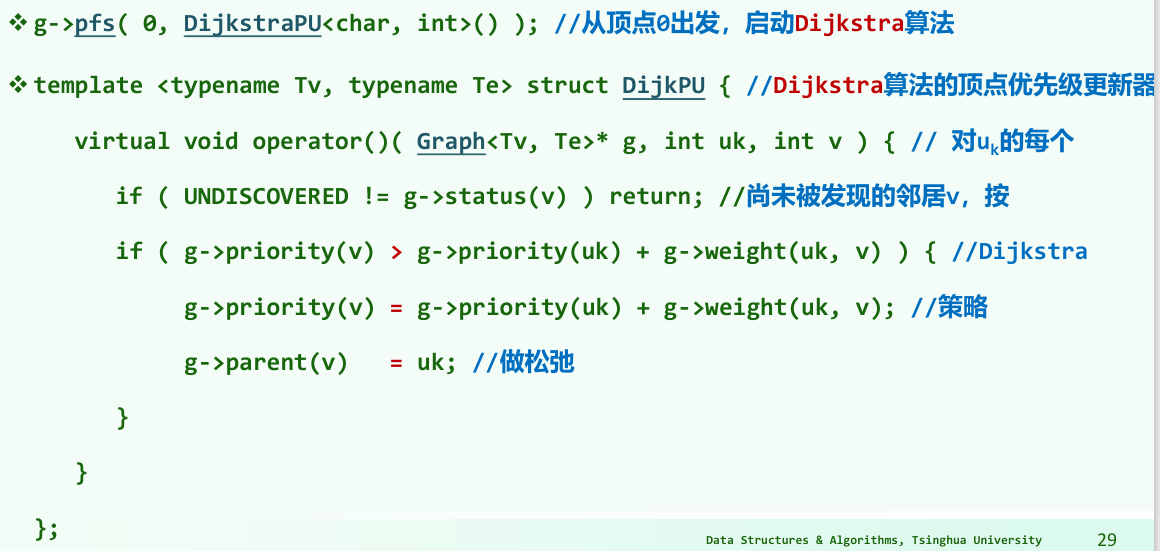 ❖ g->pfs( 0, DijkstraPU<char, int>() ); //从顶点0出发，启动Dijkstra算法
❖ template <typename Tv, typename Te> struct DijkPU { //Dijkstra算法的顶点优先级更新器
virtual void operator()( Graph<Tv, Te>* g, int uk, int v ) { // 对uk的每个
if ( UNDISCOVERED != g->status(v) ) return; //尚未被发现的邻居v，按
if ( g->priority(v) > g->priority(uk) + g->weight(uk, v) ) { //Dijkstra
g->priority(v) = g->priority(uk) + g->weight(uk, v); //策略
g->parent(v) = uk; //做松弛
}
}
};
Data Structures & Algorithms, Tsinghua University 29